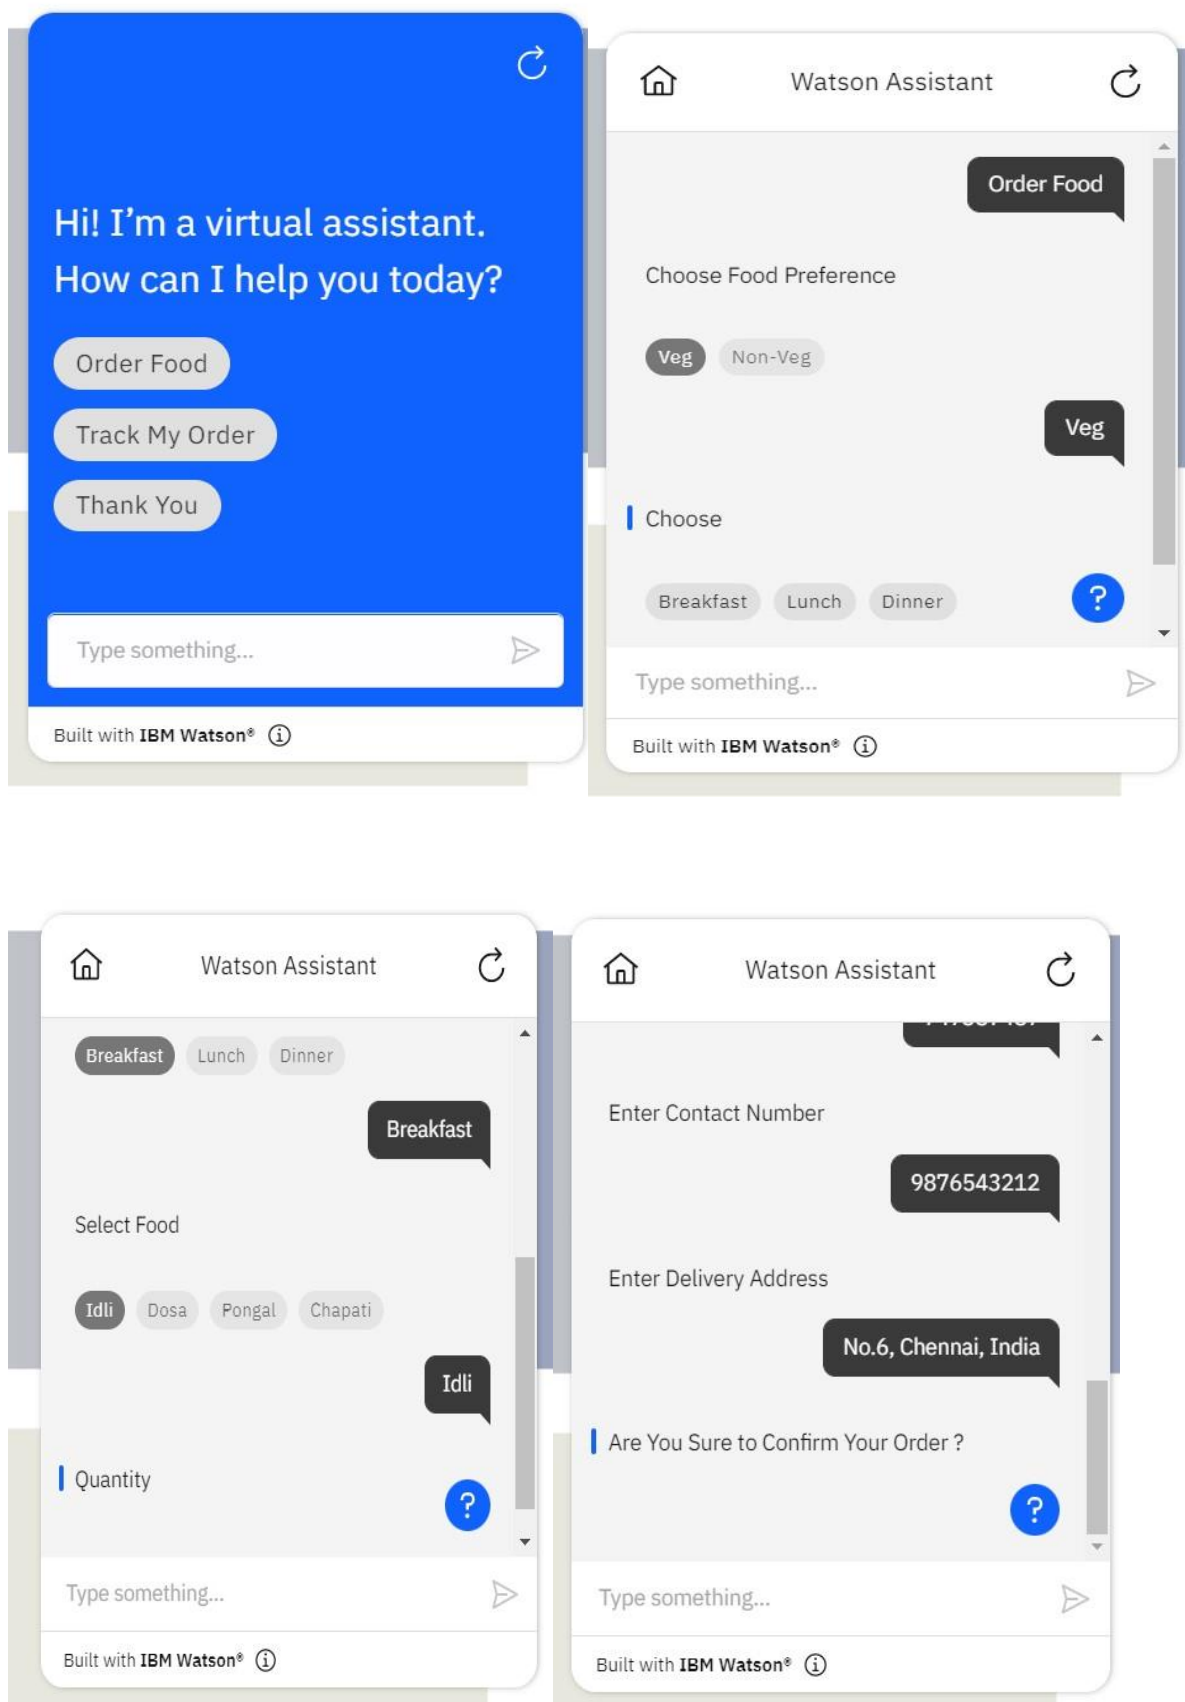 Hi! I'm a virtual assistant.
How can I help you today?
Order Food
Track My Order
Thank You
Type something...
Built with IBM Watson®
Watson Assistant
Order Food
Choose Food Preference
Veg Non-Veg
Veg
Choose
Breakfast Lunch Dinner
?
Type something...
Built with IBM Watson®
Watson Assistant
Breakfast Lunch Dinner
Breakfast
Select Food
Idli Dosa Pongal Chapati
Idli
Quantity
?
Type something...
Built with IBM Watson®
Watson Assistant
Enter Contact Number
9876543212
Enter Delivery Address
No.6, Chennai, India
Are You Sure to Confirm Your Order ?
?
Type something...
Built with IBM Watson®